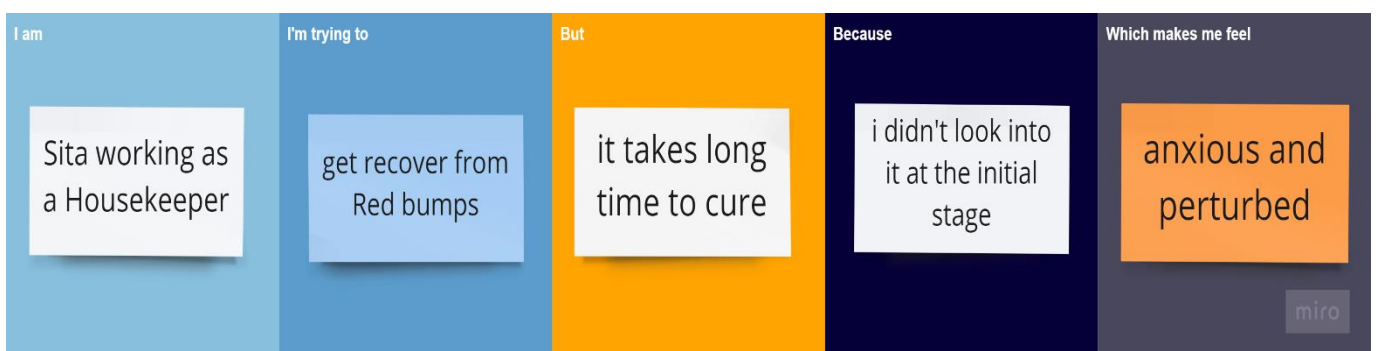 I am
Sita working as
a Housekeeper
I'm trying to
get recover from
Red bumps
But
it takes long
time to cure
Because
i didn't look into
it at the initial
stage
Which makes me feel
anxious and
perturbed
miro